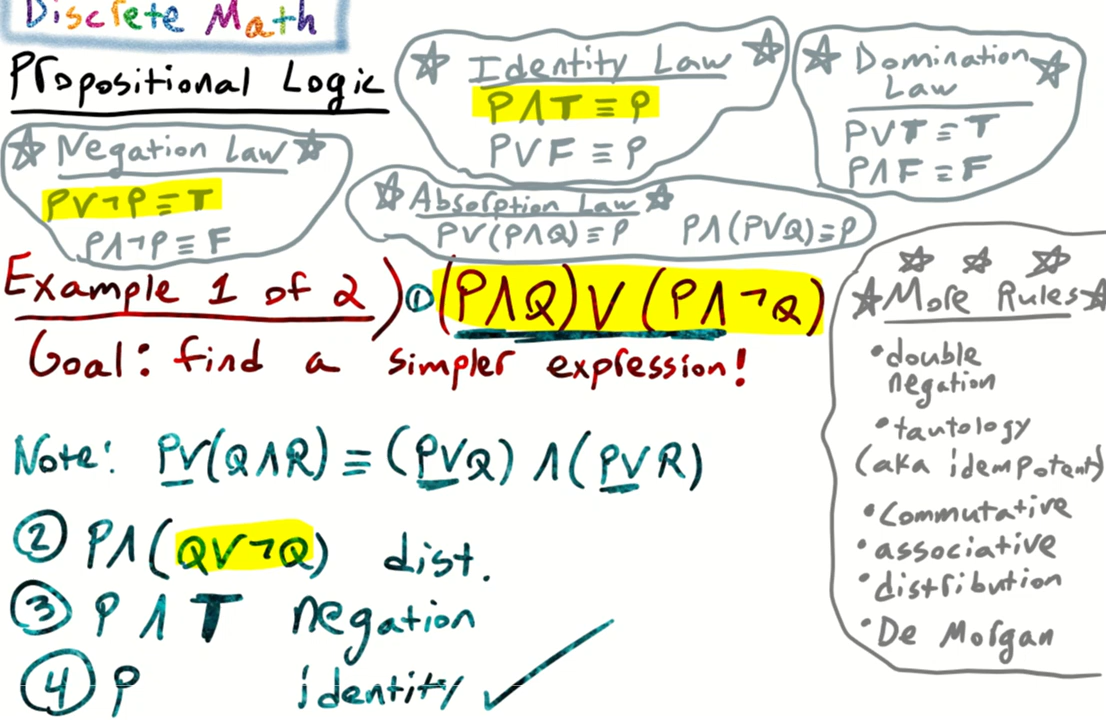 Discrete Math
Propositional Logic
☆ Identity Law ☆
P∧T ≡ P
P∨F ≡ P
☆ Domination ☆
Law
P∨T ≡ T
P∧F ≡ F
☆ Negation Law ☆
P∨¬P ≡ T
P∧¬P ≡ F
☆ Absorption Law ☆
P∨(P∧Q) ≡ P P∧(P∨Q) ≡ P
Example 1 of 2) ① (P∧Q) ∨ (P∧¬Q)
Goal: find a simpler expression!
Note: P∨(Q∧R) ≡ (P∨Q) ∧ (P∨R)
② P∧(Q∨¬Q) dist.
③ P ∧ T negation
④ P identity ✓
☆ ☆ ☆
☆ More Rules ☆
• double
negation
• tautology
(aka idempotent)
• Commutative
• associative
• distribution
• De Morgan